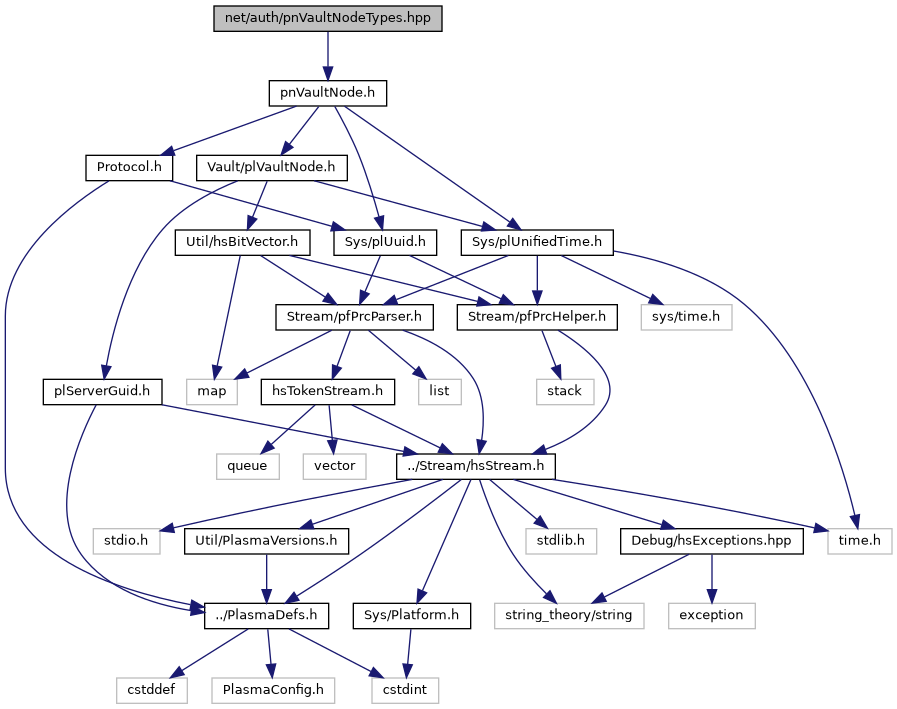 net/auth/pnVaultNodeTypes.hpp
pnVaultNode.h
Protocol.h
Vault/plVaultNode.h
Util/hsBitVector.h
Sys/plUuid.h
Sys/plUnifiedTime.h
Stream/pfPrcParser.h
Stream/pfPrcHelper.h
sys/time.h
plServerGuid.h
map
hsTokenStream.h
list
stack
queue
vector
../Stream/hsStream.h
stdio.h
Util/PlasmaVersions.h
stdlib.h
Debug/hsExceptions.hpp
time.h
../PlasmaDefs.h
Sys/Platform.h
string_theory/string
exception
cstddef
PlasmaConfig.h
cstdint